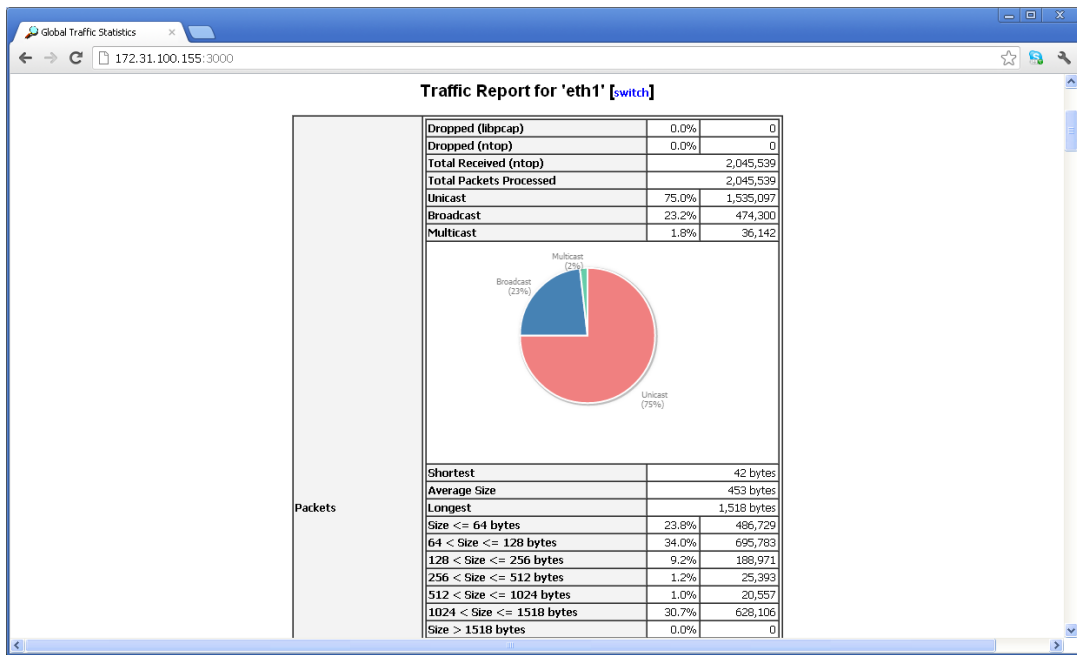 Global Traffic Statistics
172.31.100.155:3000
Traffic Report for 'eth1' [switch]
Packets
Dropped (libpcap) 0.0% 0
Dropped (ntop) 0.0% 0
Total Received (ntop) 2,045,539
Total Packets Processed 2,045,539
Unicast 75.0% 1,535,097
Broadcast 23.2% 474,300
Multicast 1.8% 36,142
Multicast
(2%)
Broadcast
(23%)
Unicast
(75%)
Shortest 42 bytes
Average Size 453 bytes
Longest 1,518 bytes
Size <= 64 bytes 23.8% 486,729
64 < Size <= 128 bytes 34.0% 695,783
128 < Size <= 256 bytes 9.2% 188,971
256 < Size <= 512 bytes 1.2% 25,393
512 < Size <= 1024 bytes 1.0% 20,557
1024 < Size <= 1518 bytes 30.7% 628,106
Size > 1518 bytes 0.0% 0